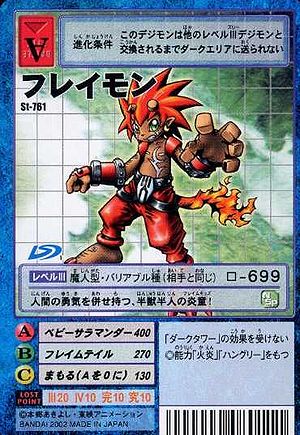 進化条件
このデジモンは他のレベルⅢデジモンと
交換されるまでダークエリアに送られない
フレイモン
St-761
レベルⅢ 魔人型・バリアブル種(相手と同じ) ロ-699
人間の勇気を併せ持つ、半獣半人の炎童!
A ベビーサラマンダー 400
B フレイムテイル 270
C まもる(Aを0に) 130
「ダークタワー」の効果を受けない
◎能力「火炎」「ハングリー」をもつ
LOST POINT Ⅲ20 Ⅳ10 完10 究10
©本郷あきよし・東映アニメーション
BANDAI 2002 MADE IN JAPAN